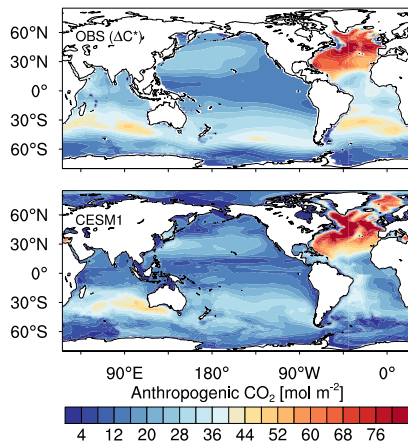 60°N
OBS (ΔC*)
30°N
0°
30°S
60°S
60°N
CESM1
30°N
0°
30°S
60°S
90°E 180° 90°W 0°
Anthropogenic CO₂ [mol m⁻²]
4 12 20 28 36 44 52 60 68 76